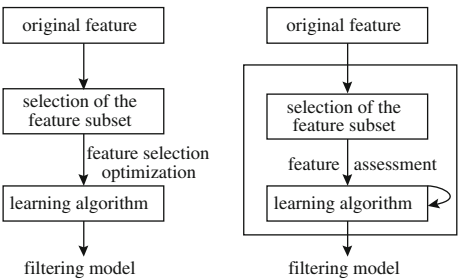 original feature
selection of the
feature subset
feature selection
optimization
learning algorithm
filtering model
original feature
selection of the
feature subset
feature assessment
learning algorithm
filtering model